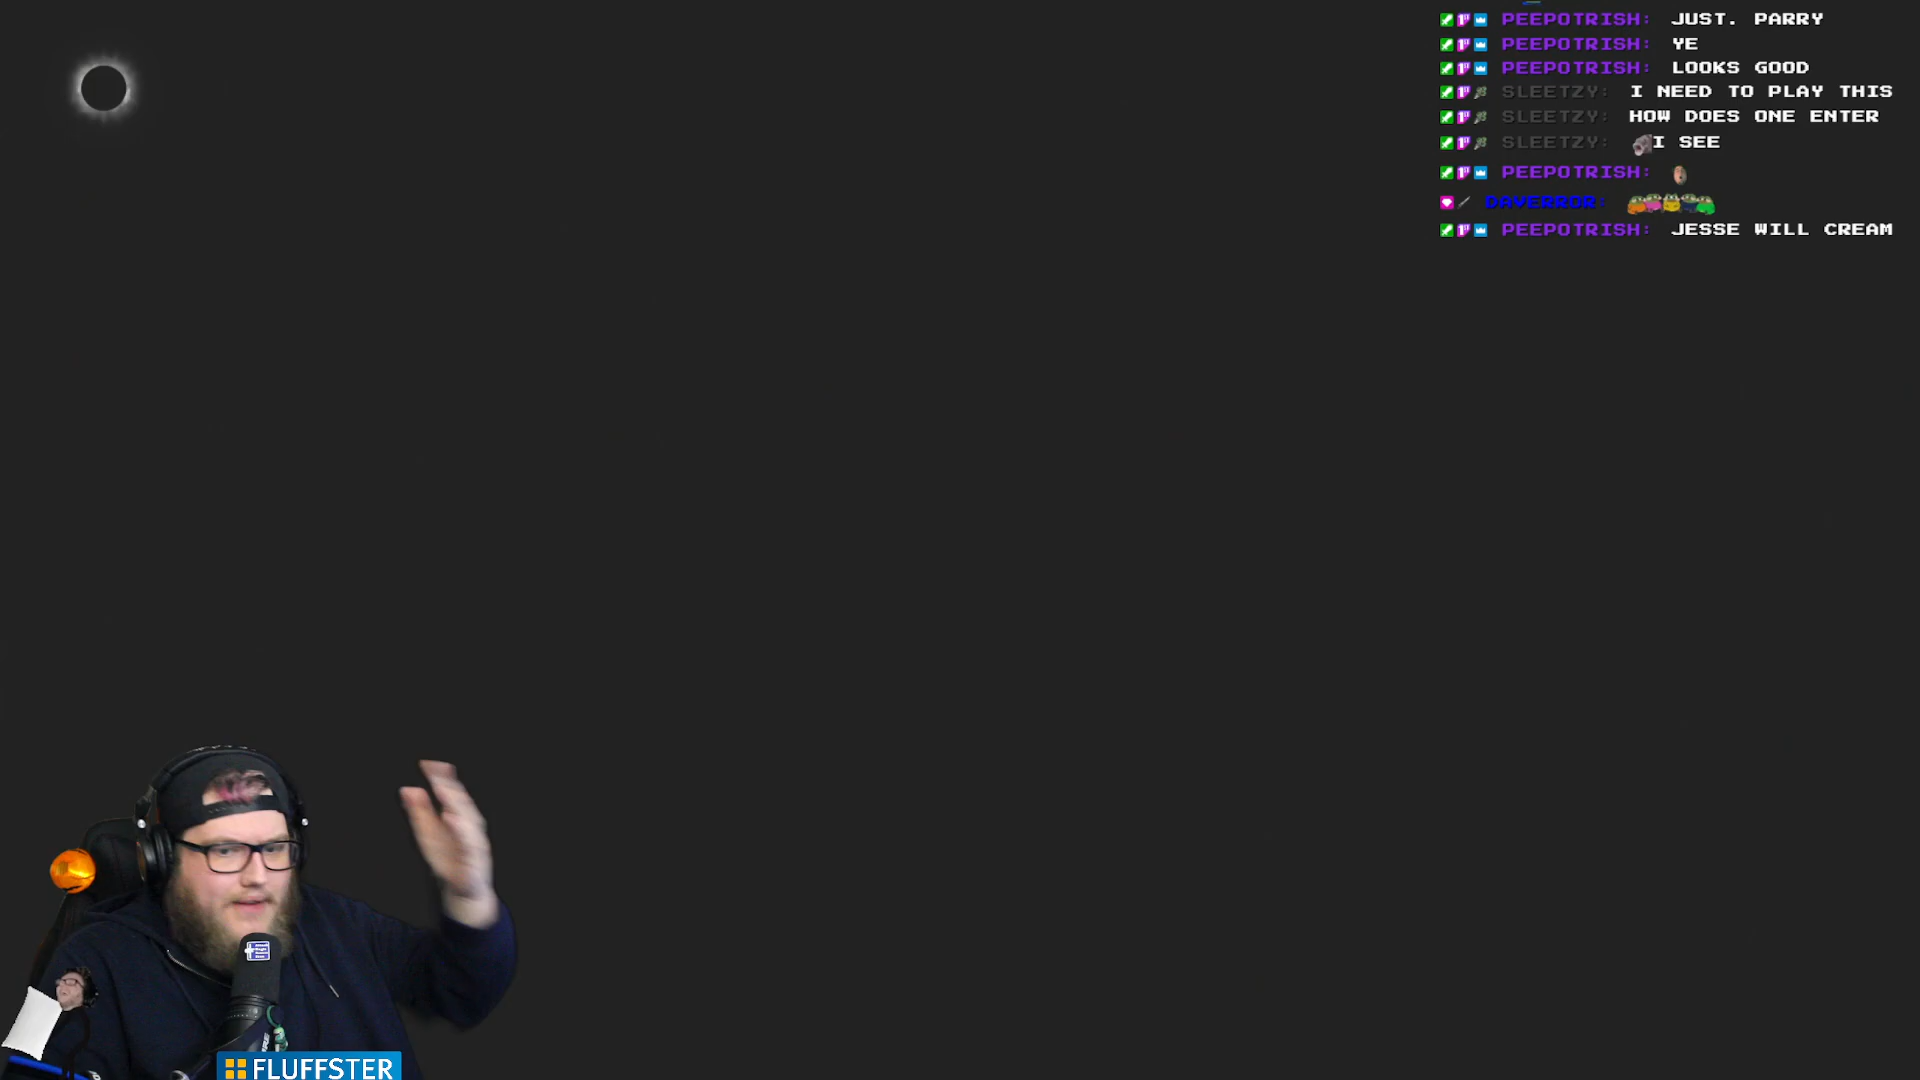 PEEPOTRISH: JUST. PARRY
PEEPOTRISH: YE
PEEPOTRISH: LOOKS GOOD
SLEETZY: I NEED TO PLAY THIS
SLEETZY: HOW DOES ONE ENTER
SLEETZY: I SEE
PEEPOTRISH:
DAVERROR:
PEEPOTRISH: JESSE WILL CREAM
FLUFFSTER